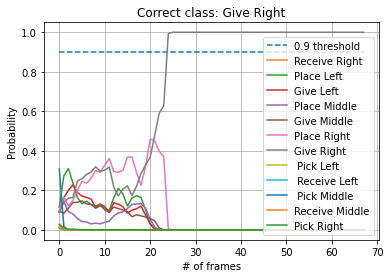 Correct class: Give Right
1.0
0.8
0.6
0.4
0.2
0.0
Probability
0.9 threshold
Receive Right
Place Left
Give Left
Place Middle
Give Middle
Place Right
Give Right
Pick Left
Receive Left
Pick Middle
Receive Middle
Pick Right
0 10 20 30 40 50 60 70
# of frames